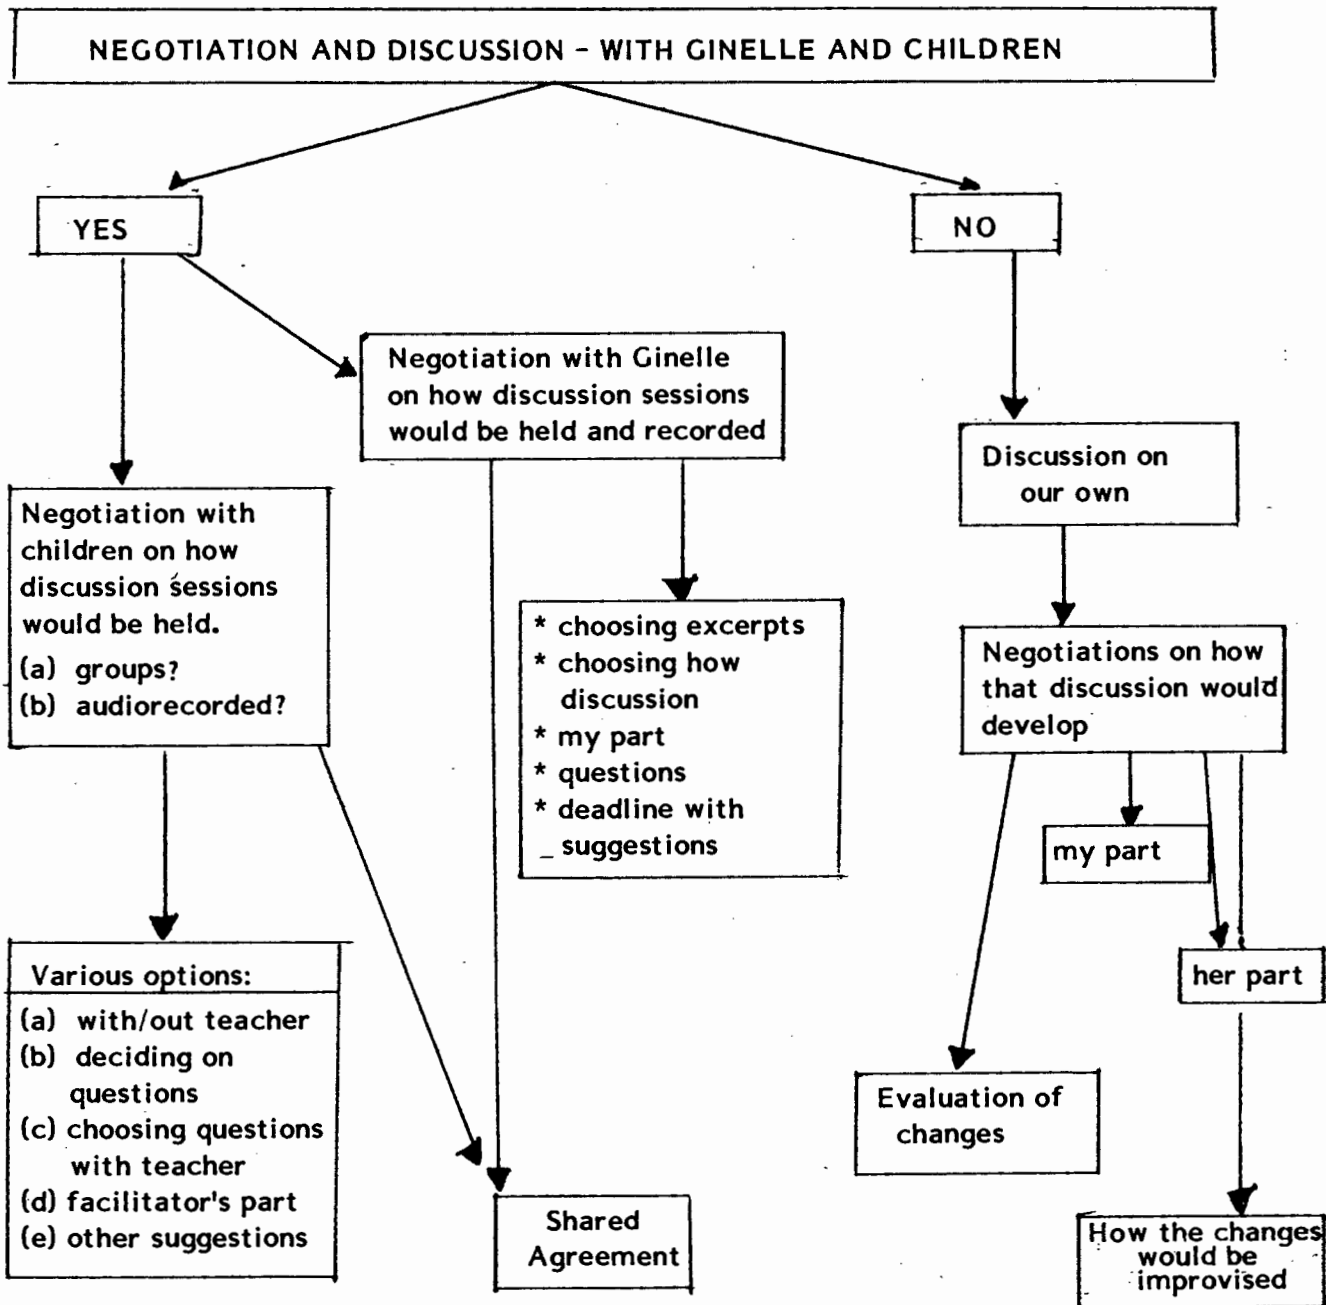 NEGOTIATION AND DISCUSSION - WITH GINELLE AND CHILDREN
YES
NO
Negotiation with Ginelle
on how discussion sessions
would be held and recorded
Negotiation with
children on how
discussion sessions
would be held.
(a) groups?
(b) audiorecorded?
* choosing excerpts
* choosing how
discussion
* my part
* questions
* deadline with
suggestions
Various options:
(a) with/out teacher
(b) deciding on
questions
(c) choosing questions
with teacher
(d) facilitator's part
(e) other suggestions
Shared
Agreement
Discussion on
our own
Negotiations on how
that discussion would
develop
my part
her part
Evaluation of
changes
How the changes
would be
improvised